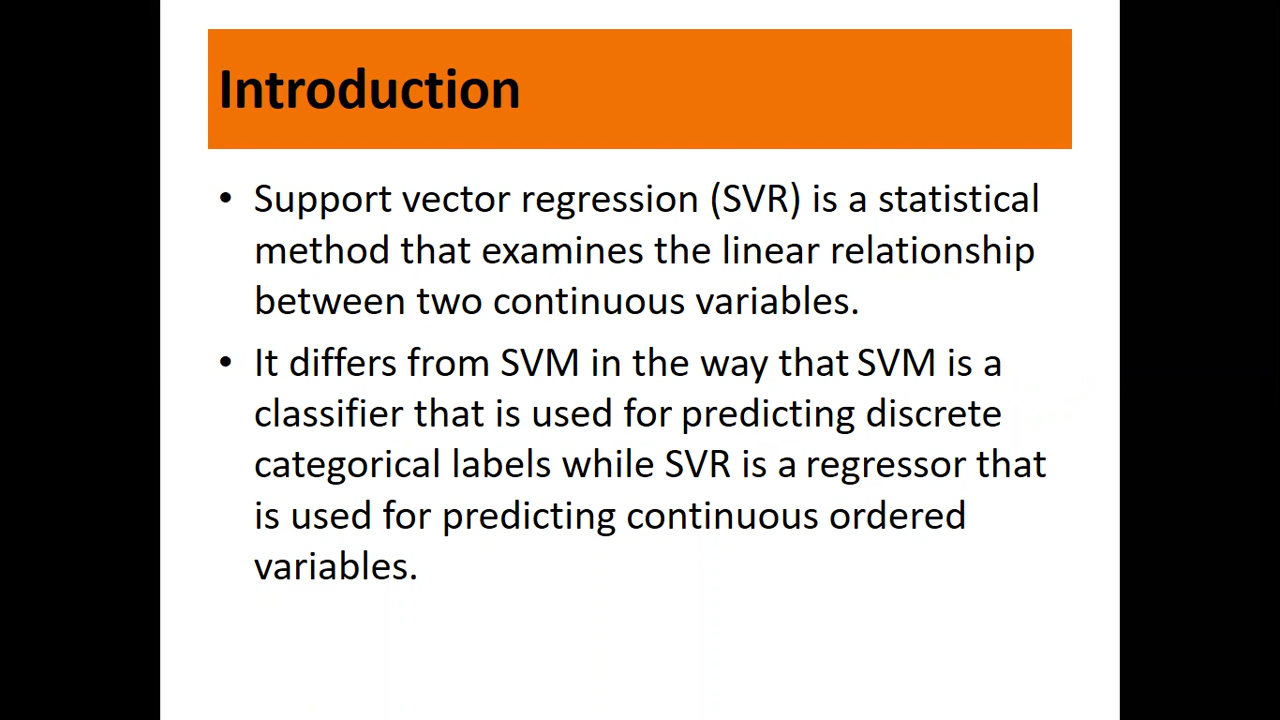 Introduction
• Support vector regression (SVR) is a statistical
method that examines the linear relationship
between two continuous variables.
• It differs from SVM in the way that SVM is a
classifier that is used for predicting discrete
categorical labels while SVR is a regressor that
is used for predicting continuous ordered
variables.